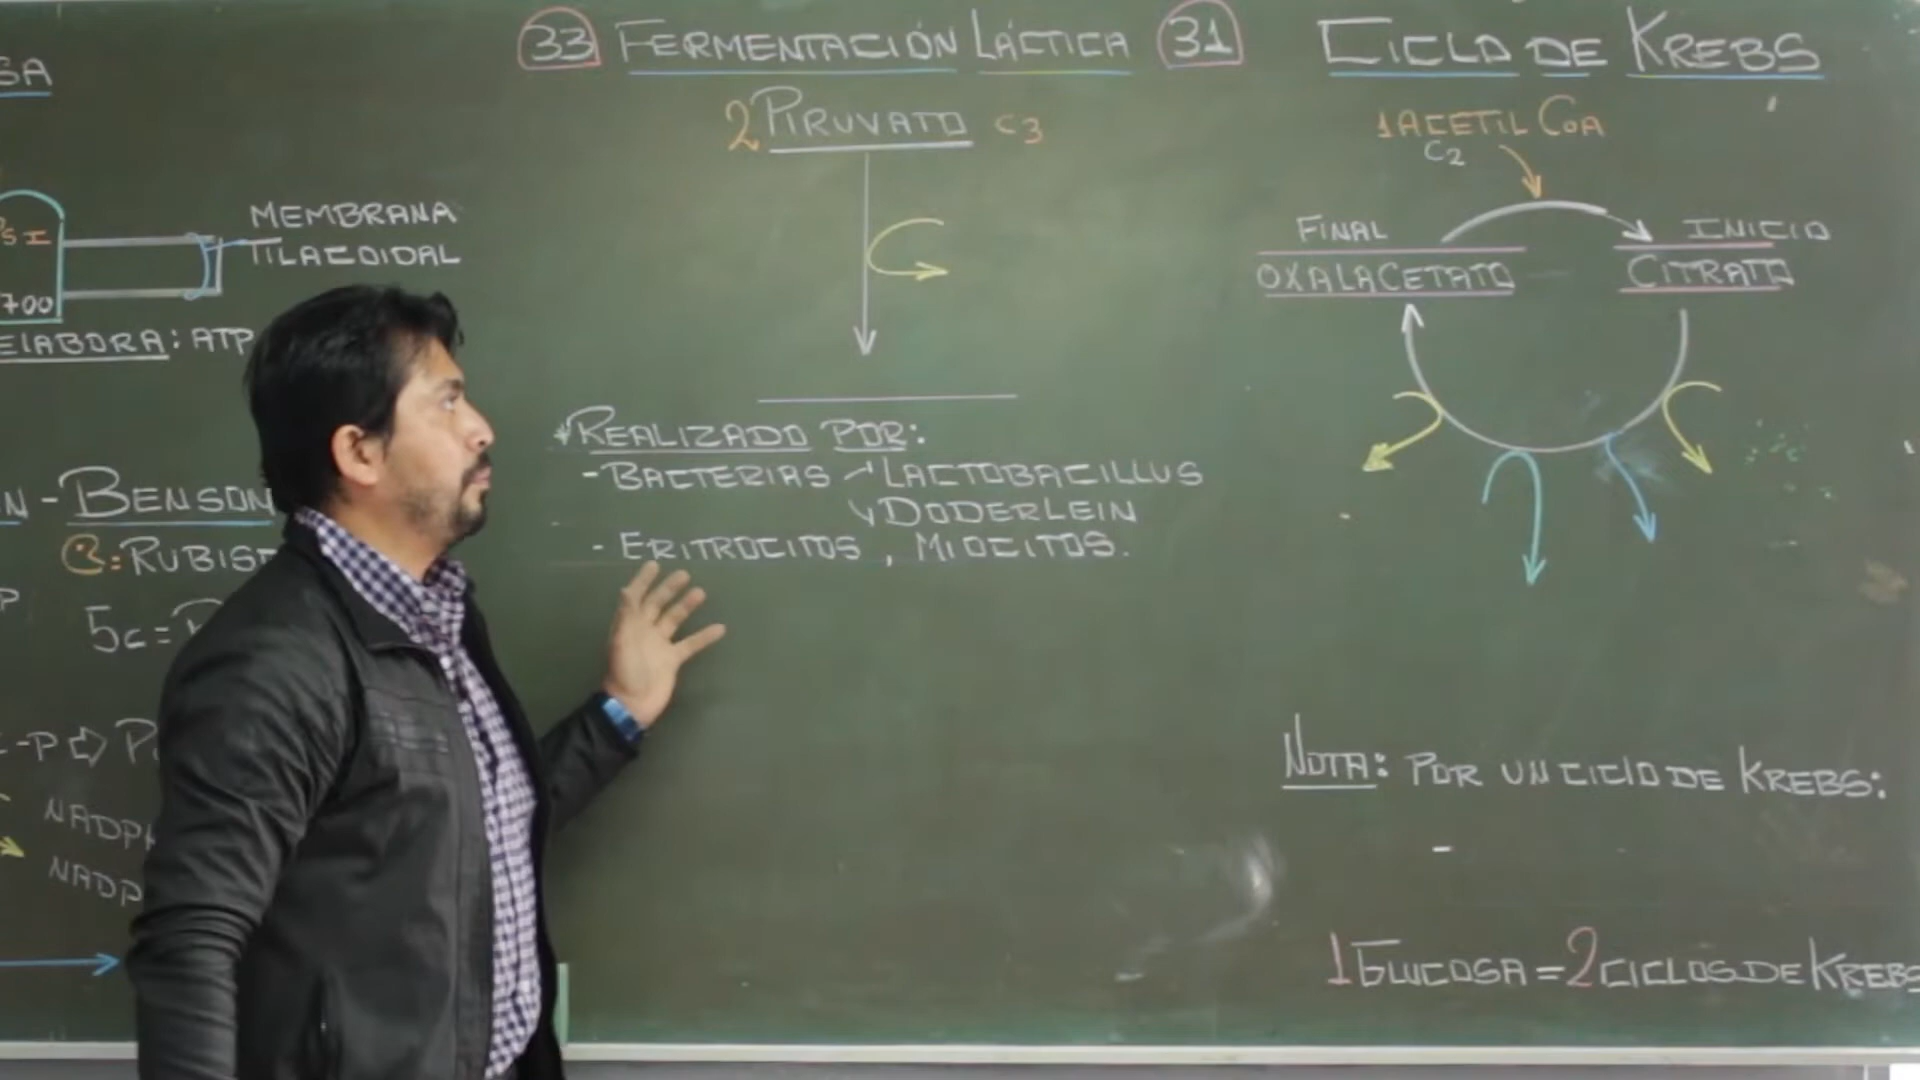 SA
PS I
700
MEMBRANA
TILACOIDAL
ELABORA: ATP
N - BENSON
P
5C =
-P ⇨ P
NADP
33 FERMENTACIÓN LÁCTICA
2 PIRUVATO C3
* REALIZADO POR:
- BACTERIAS LACTOBACILLUS
DODERLEIN
- ERITROCITOS, MIOCITOS.
31 CICLO DE KREBS
1 ACETIL COA
C2
FINAL INICIO
OXALACETATO CITRATO
NOTA: POR UN CICLO DE KREBS:
-
1 GLUCOSA = 2 CICLOS DE KREBS